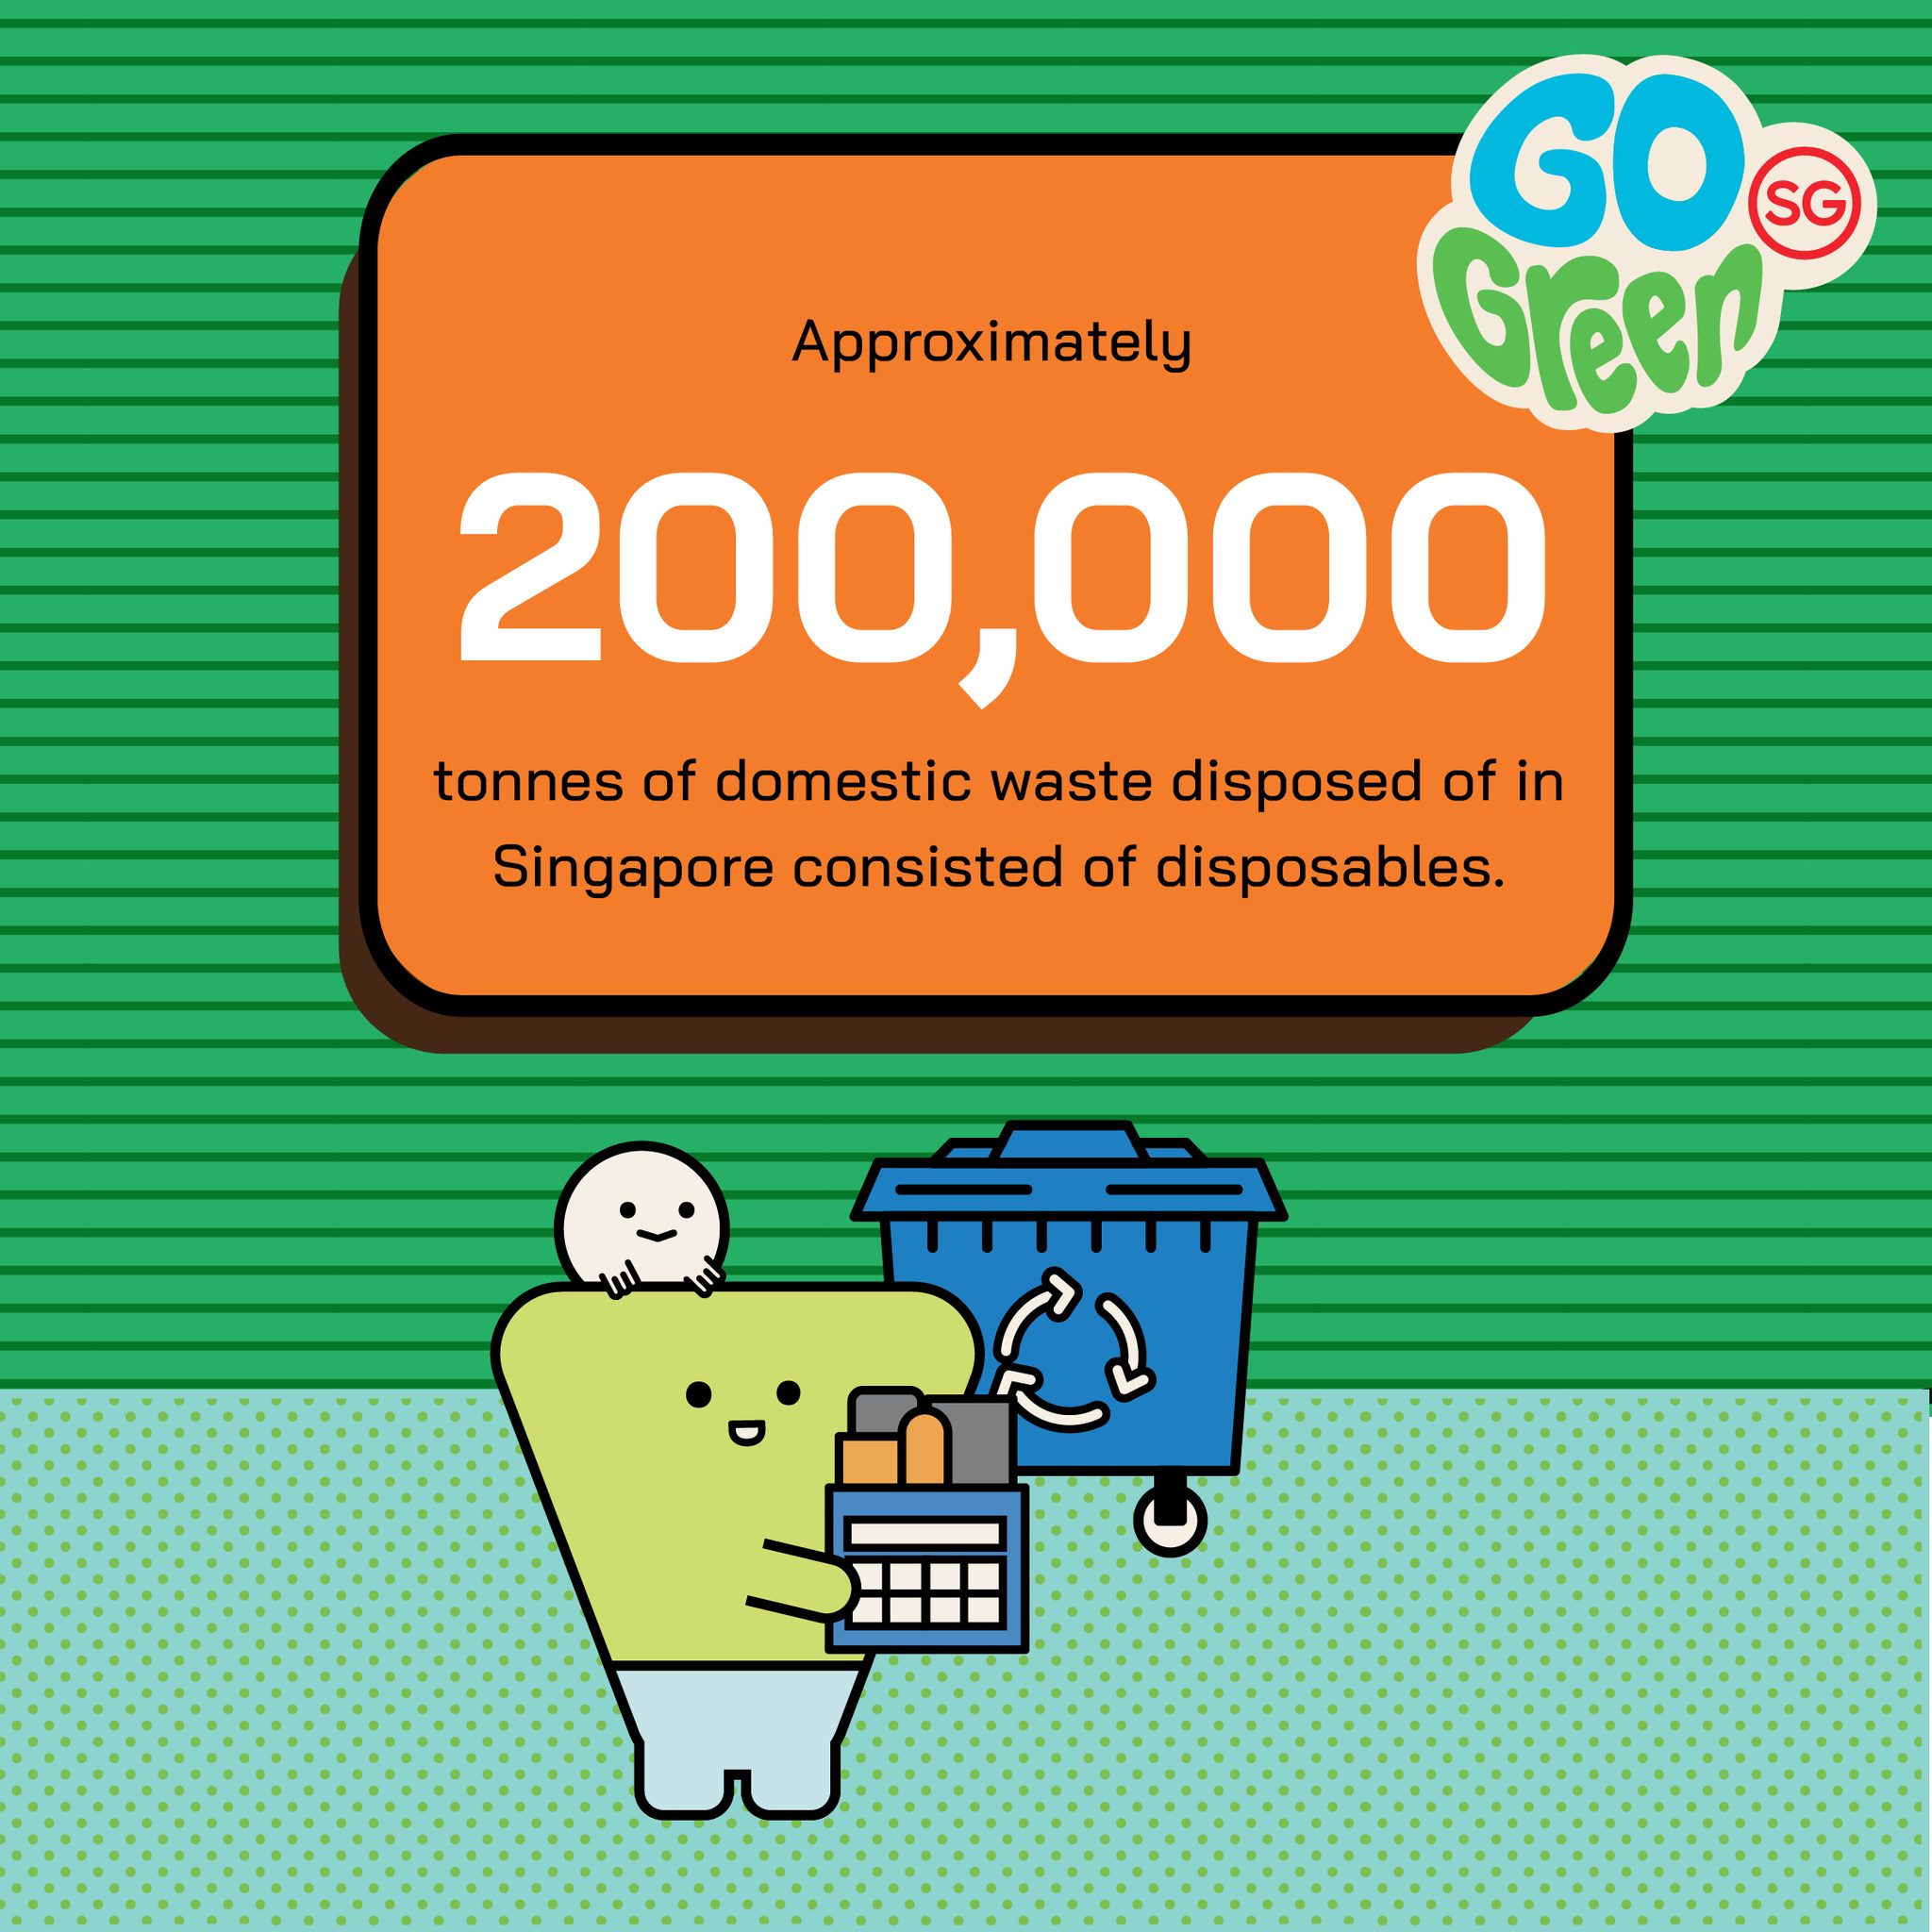 GO
SG
Green
Approximately
200,000
tonnes of domestic waste disposed of in
Singapore consisted of disposables.